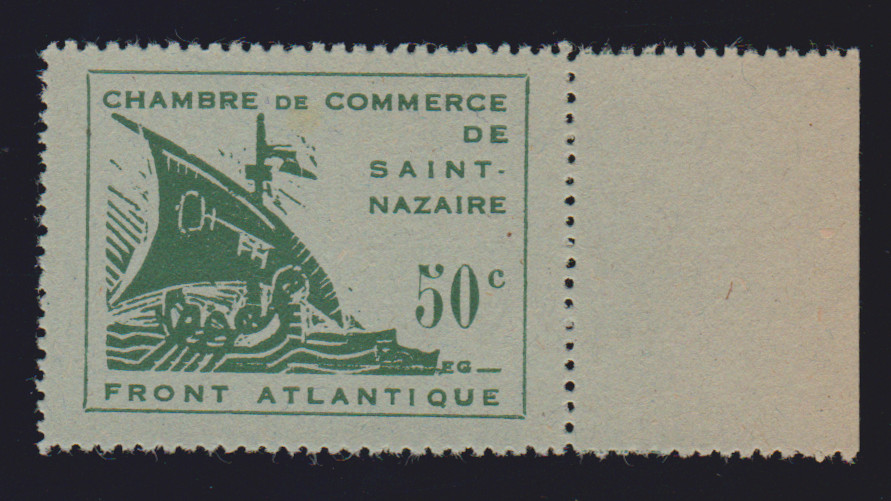 CHAMBRE DE COMMERCE
DE
SAINT-
NAZAIRE
50c
EG
FRONT ATLANTIQUE